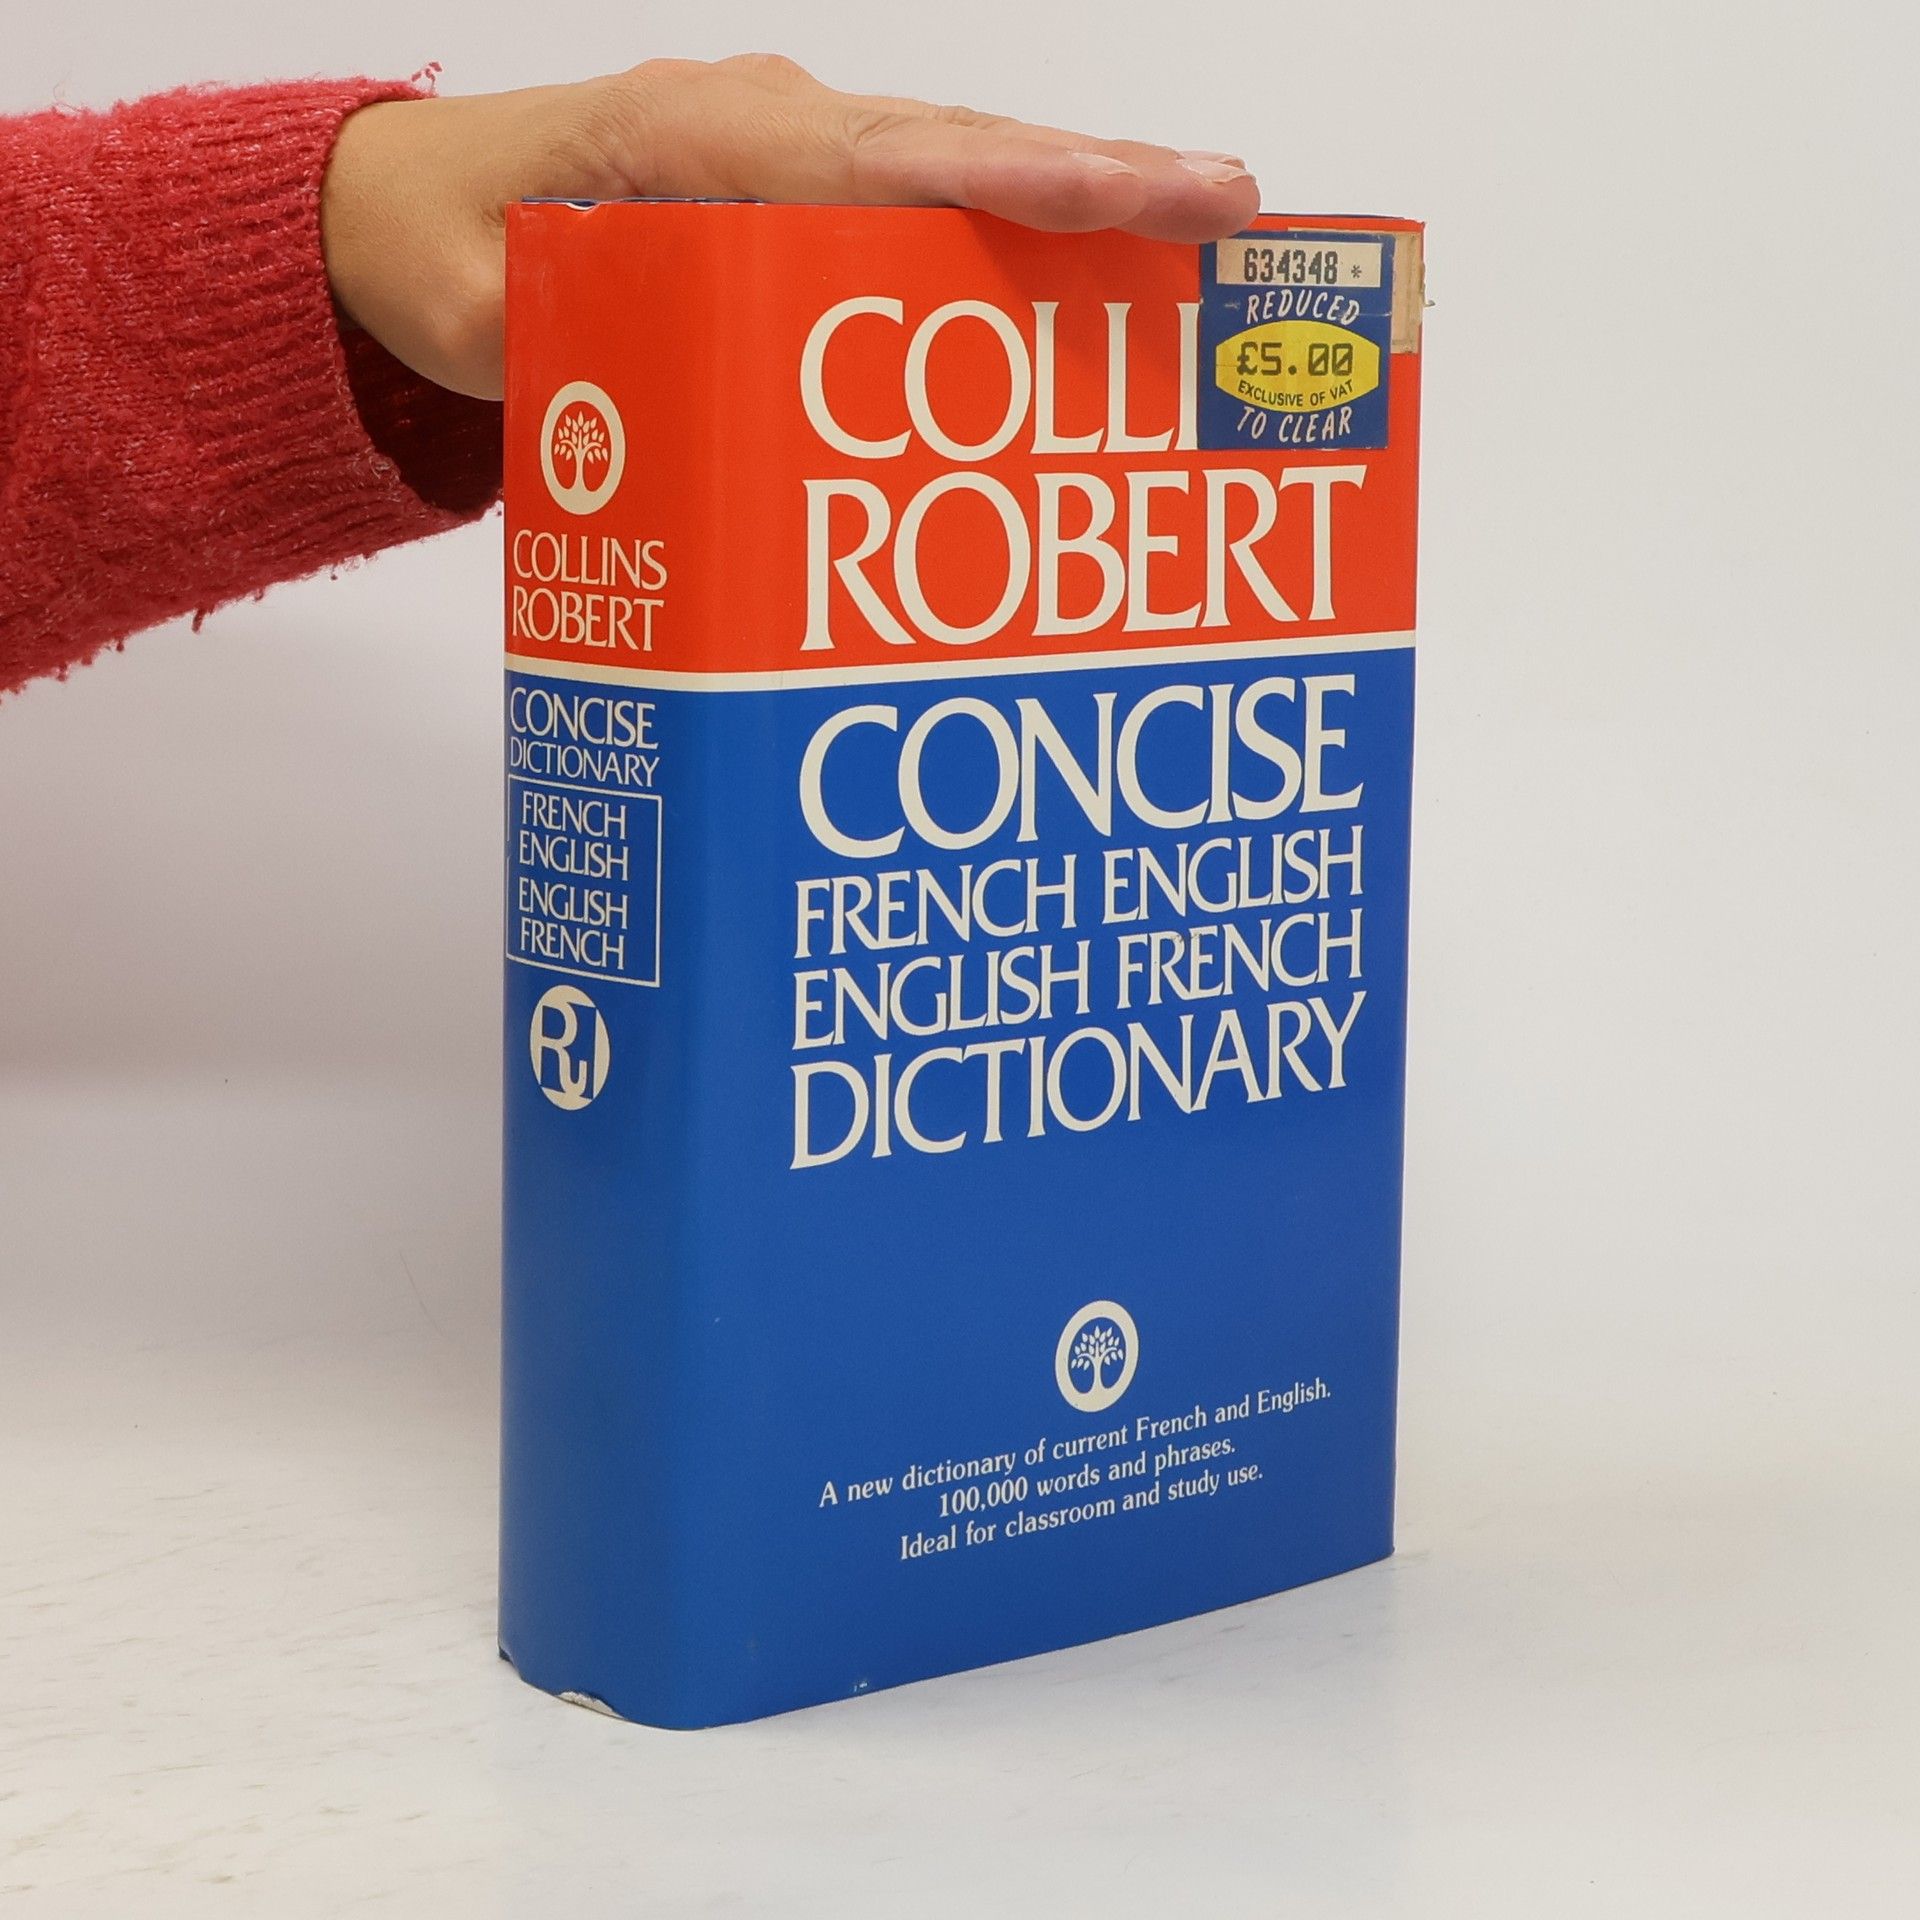 COLLINS
ROBERT
CONCISE
DICTIONARY
FRENCH
ENGLISH
ENGLISH
FRENCH
634348 *
REDUCED
£5.00
EXCLUSIVE OF VAT
TO CLEAR
COLLI
ROBERT
CONCISE
FRENCH ENGLISH
ENGLISH FRENCH
DICTIONARY
A new dictionary of current French and English.
100,000 words and phrases.
Ideal for classroom and study use.